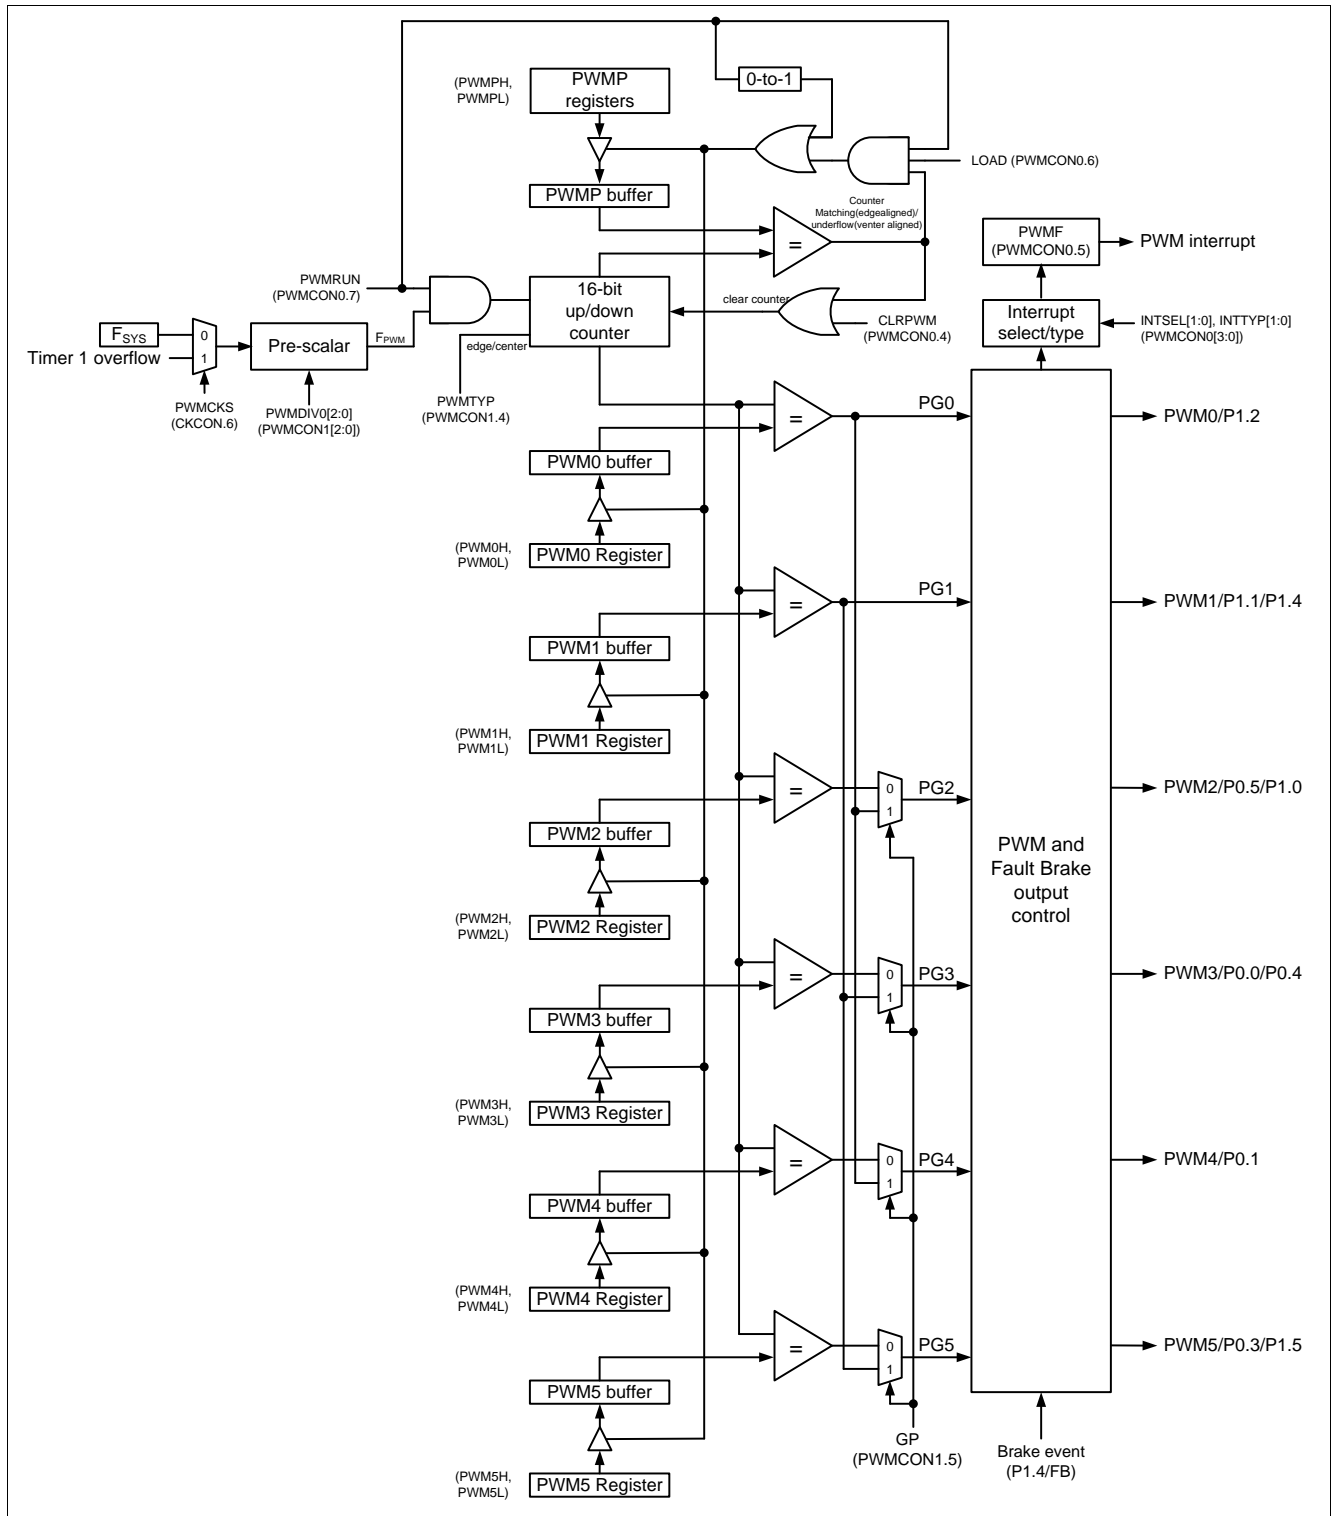 0-to-1
(PWMPH,
PWMPL)
PWMP
registers
LOAD (PWMCON0.6)
PWMP buffer
Counter
Matching(edgealigned)/
underflow(venter aligned)
=
PWMF
(PWMCON0.5)
PWM interrupt
PWMRUN
(PWMCON0.7)
16-bit
up/down
counter
clear counter
CLRPWM
(PWMCON0.4)
Interrupt
select/type
INTSEL[1:0], INTTYP[1:0]
(PWMCON0[3:0])
FSYS
Timer 1 overflow
0
1
Pre-scalar
FPWM
edge/center
PWMCKS
(CKCON.6)
PWMDIV0[2:0]
(PWMCON1[2:0])
PWMTYP
(PWMCON1.4)
=
PG0
PWM0/P1.2
PWM0 buffer
(PWM0H,
PWM0L)
PWM0 Register
=
PG1
PWM1/P1.1/P1.4
PWM1 buffer
(PWM1H,
PWM1L)
PWM1 Register
=
0
1
PG2
PWM2/P0.5/P1.0
PWM2 buffer
PWM and
Fault Brake
output
control
(PWM2H,
PWM2L)
PWM2 Register
=
0
1
PG3
PWM3/P0.0/P0.4
PWM3 buffer
(PWM3H,
PWM3L)
PWM3 Register
=
0
1
PG4
PWM4/P0.1
PWM4 buffer
(PWM4H,
PWM4L)
PWM4 Register
=
0
1
PG5
PWM5/P0.3/P1.5
PWM5 buffer
GP
(PWMCON1.5)
Brake event
(P1.4/FB)
(PWM5H,
PWM5L)
PWM5 Register